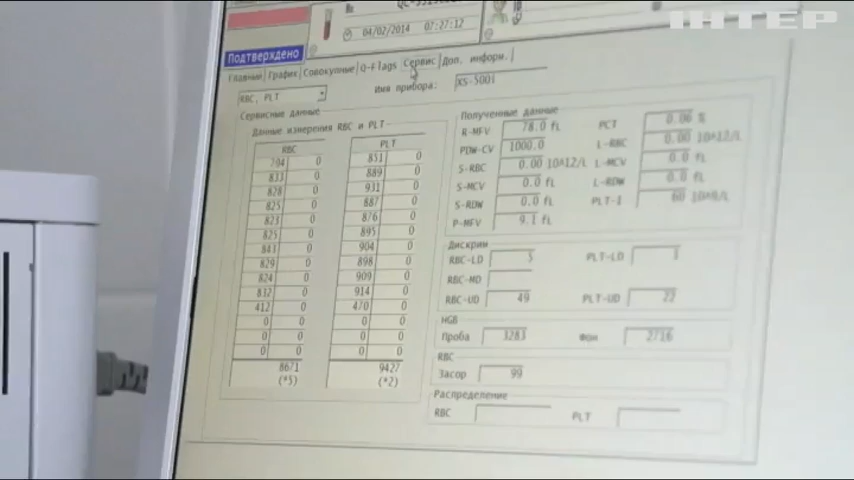 ІНТЕР
04/02/2014 07:27:12
Подтверждено
Главный График Совокупные Q-Flags Сервис Доп. информ.
RBC, PLT
Имя прибора: XS-500i
Сервисные данные
Данные измерения RBC и PLT
RBC PLT
794 0 851 0
833 0 889 0
828 0 931 0
825 0 887 0
823 0 876 0
825 0 895 0
843 0 904 0
829 0 898 0
824 0 909 0
832 0 914 0
412 0 470 0
0 0 0 0
0 0 0 0
0 0 0 0
8671 9427
(*5) (*2)
Полученные данные
R-MFV 78.0 fL PCT 0.06 %
PDW-CV 1000.0 L-RBC 0.00 10^12/L
S-RBC 0.00 10^12/L L-MCV 0.0 fL
S-MCV 0.0 fL L-RDW 0.0 fL
S-RDW 0.0 fL PLT-I 60 10^9/L
P-MFV 9.1 fL
Дискрим
RBC-LD 5 PLT-LD
RBC-MD
RBC-UD 49 PLT-UD 22
HGB
Проба 3283 Фон 2716
RBC
Засор 99
Распределение
RBC PLT